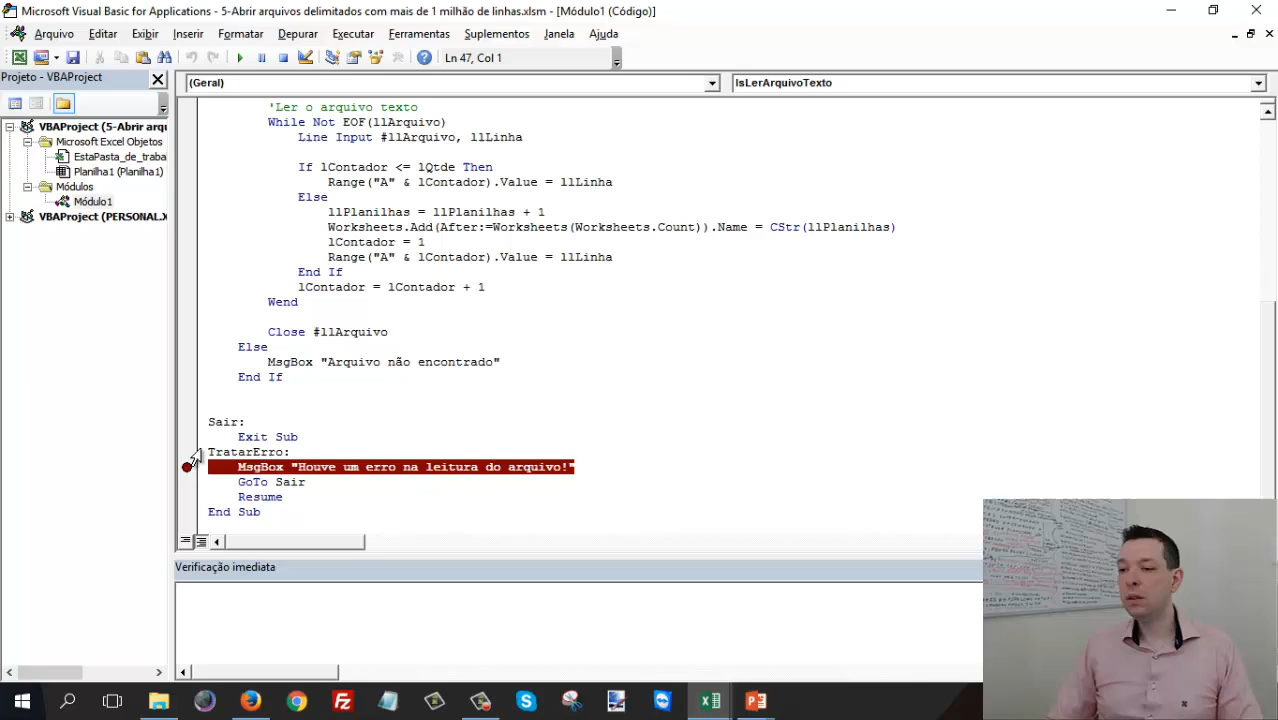 Microsoft Visual Basic for Applications - 5-Abrir arquivos delimitados com mais de 1 milhão de linhas.xlsm - [Módulo1 (Código)]
Arquivo Editar Exibir Inserir Formatar Depurar Executar Ferramentas Suplementos Janela Ajuda
Ln 47, Col 1
Projeto - VBAProject
(Geral)
IsLerArquivoTexto
VBAProject (5-Abrir arqu
Microsoft Excel Objetos
EstaPasta_de_traba
Planilha1 (Planilha1)
Módulos
Módulo1
VBAProject (PERSONAL.X
'Ler o arquivo texto
While Not EOF(llArquivo)
Line Input #llArquivo, llLinha
If lContador <= lQtde Then
Range("A" & lContador).Value = llLinha
Else
llPlanilhas = llPlanilhas + 1
Worksheets.Add(After:=Worksheets(Worksheets.Count)).Name = CStr(llPlanilhas)
lContador = 1
Range("A" & lContador).Value = llLinha
End If
lContador = lContador + 1
Wend
Close #llArquivo
Else
MsgBox "Arquivo não encontrado"
End If
Sair:
Exit Sub
TratarErro:
MsgBox "Houve um erro na leitura do arquivo!"
GoTo Sair
Resume
End Sub
Verificação imediata